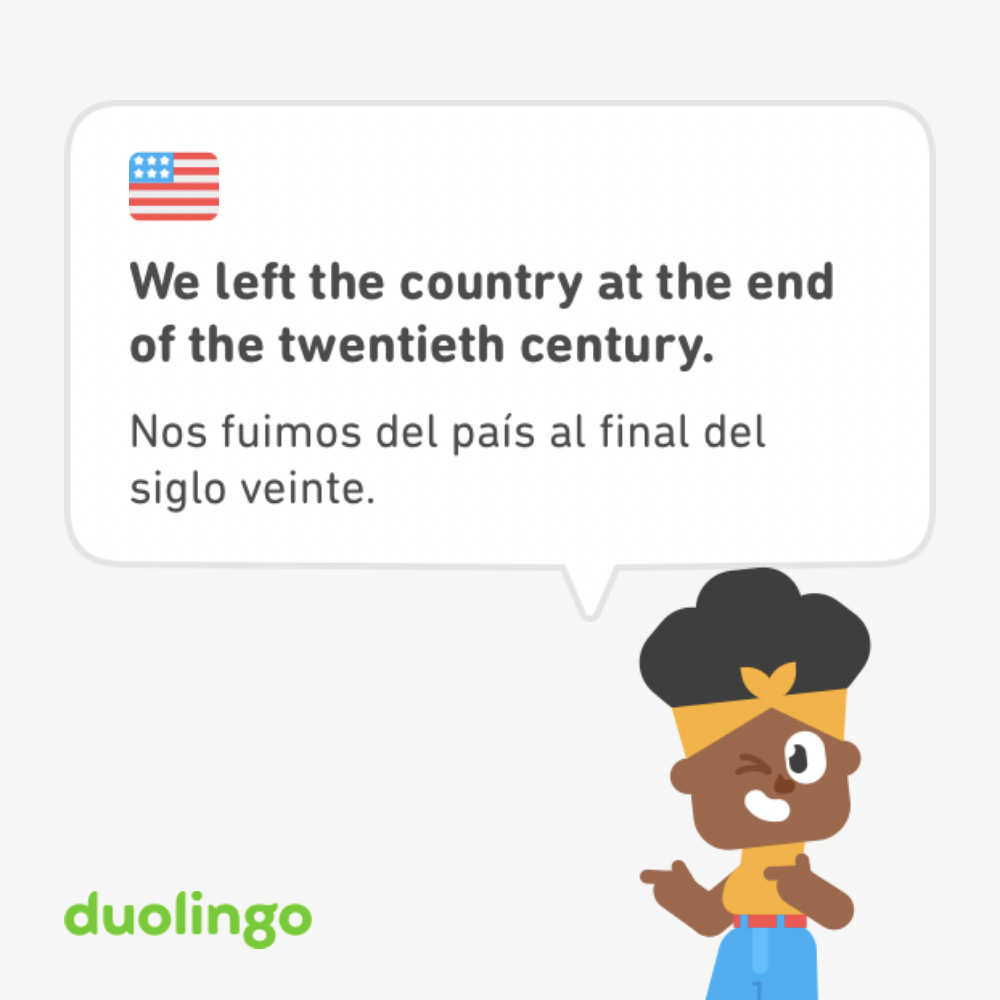 We left the country at the end
of the twentieth century.
Nos fuimos del país al final del
siglo veinte.
duolingo